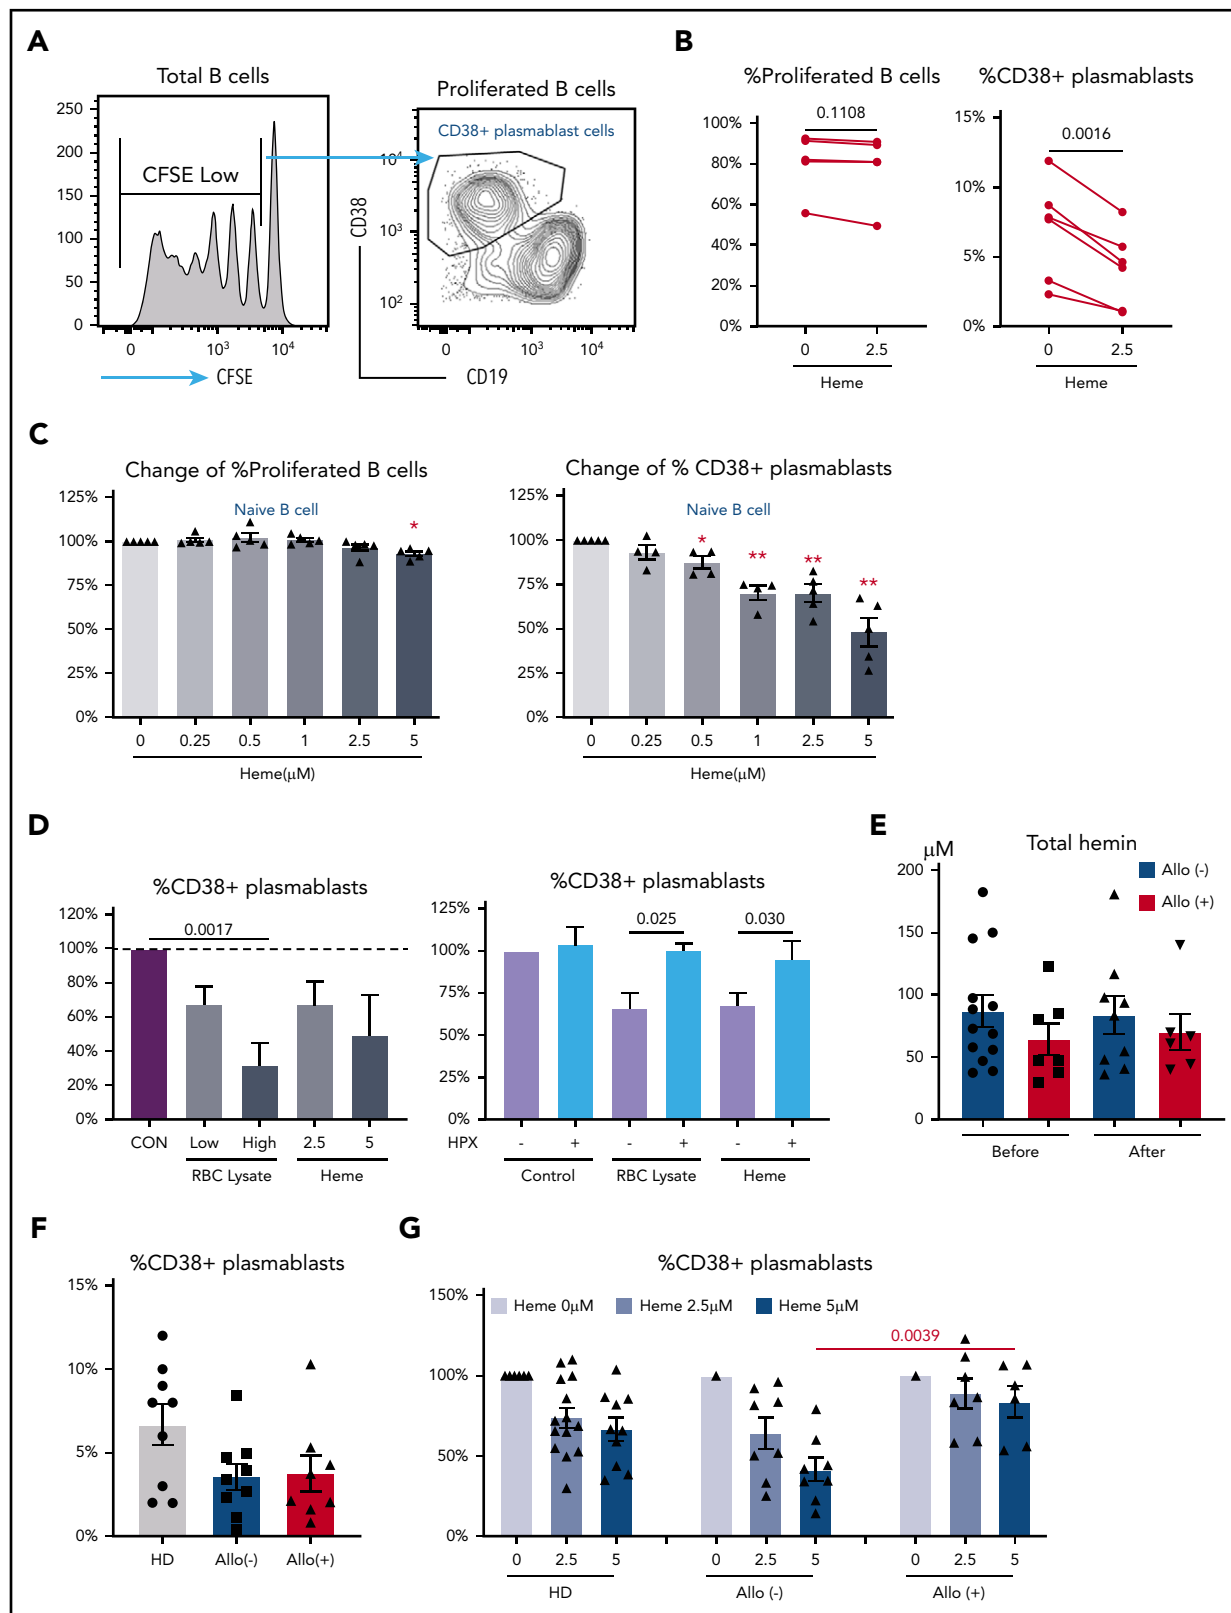 A
Total B cells
250
200
150
100
50
0
CFSE Low
0
10³
10⁴
CFSE
Proliferated B cells
CD38+ plasmablast cells
10⁴
10³
10²
CD38
0
10³
10⁴
CD19
B
%Proliferated B cells
0.1108
100%
80%
60%
40%
20%
0%
0
2.5
Heme
%CD38+ plasmablasts
0.0016
15%
10%
5%
0%
0
2.5
Heme
C
Change of %Proliferated B cells
Naive B cell
125%
100%
75%
50%
25%
0%
*
0
0.25
0.5
1
2.5
5
Heme(μM)
Change of % CD38+ plasmablasts
Naive B cell
125%
100%
75%
50%
25%
0%
*
**
**
**
0
0.25
0.5
1
2.5
5
Heme(μM)
D
%CD38+ plasmablasts
0.0017
120%
100%
80%
60%
40%
20%
0%
CON
Low
High
2.5
5
RBC Lysate
Heme
%CD38+ plasmablasts
0.025
0.030
125%
100%
75%
50%
25%
0%
HPX
-
+
-
+
-
+
Control
RBC Lysate
Heme
E
Total hemin
μM
Allo (-)
Allo (+)
200
150
100
50
0
Before
After
F
%CD38+ plasmablasts
15%
10%
5%
0%
HD
Allo(-)
Allo(+)
G
%CD38+ plasmablasts
Heme 0μM
Heme 2.5μM
Heme 5μM
0.0039
150%
100%
50%
0%
0
2.5
5
0
2.5
5
0
2.5
5
HD
Allo (-)
Allo (+)